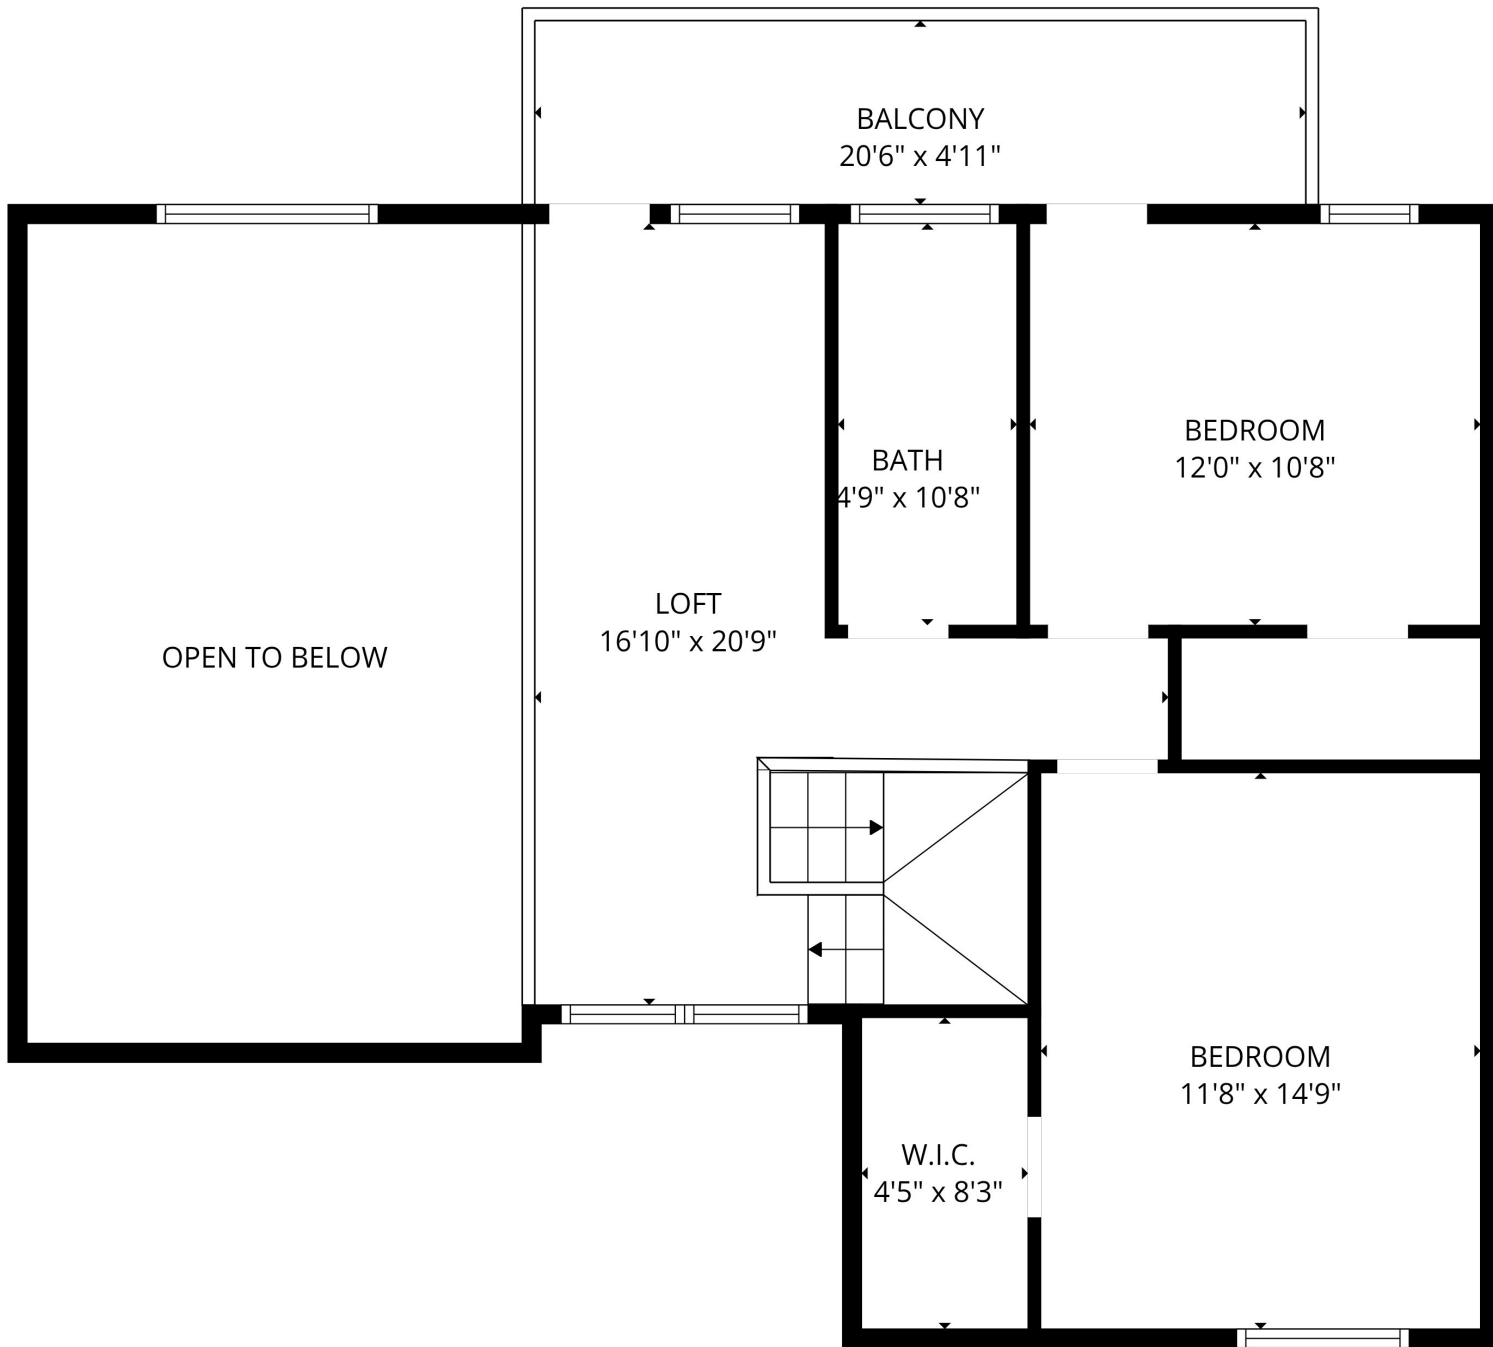 BALCONY
20'6" x 4'11"
BEDROOM
12'0" x 10'8"
BATH
4'9" x 10'8"
LOFT
16'10" x 20'9"
OPEN TO BELOW
BEDROOM
11'8" x 14'9"
W.I.C.
4'5" x 8'3"